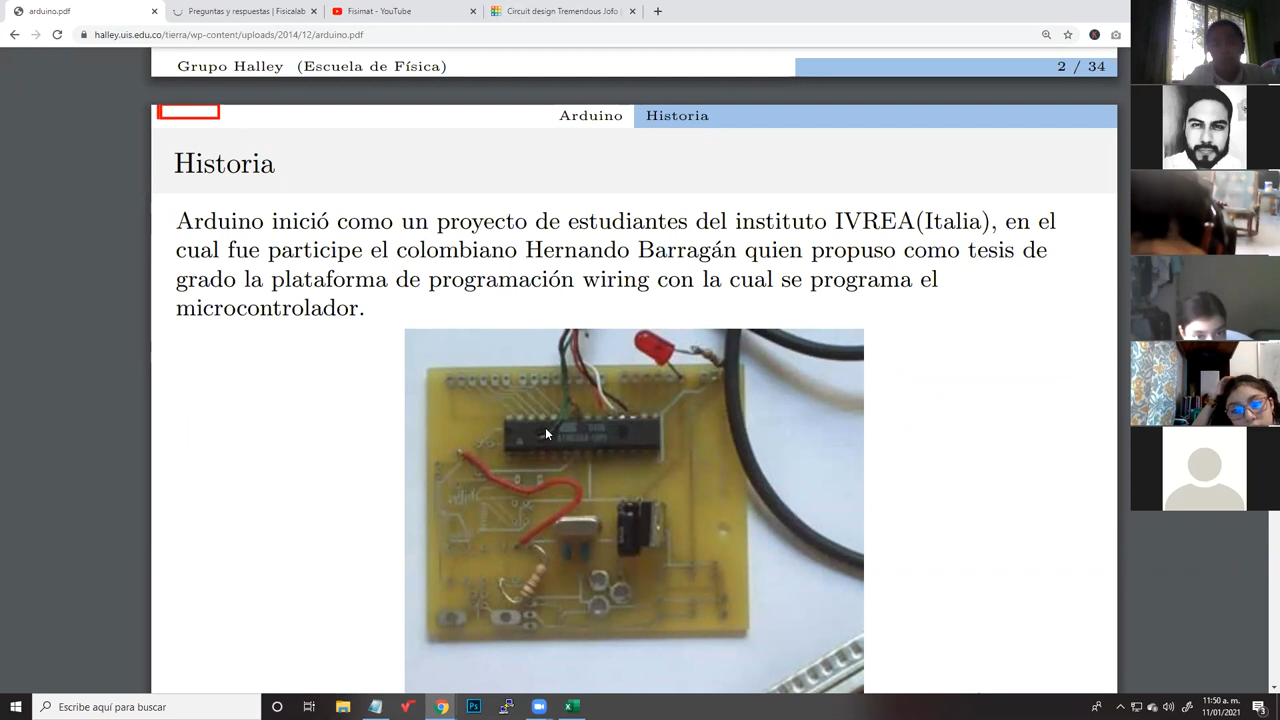 arduino.pdf
Preguntas y respuestas | Fisicalab
Fisimat - YouTube
Circuit design Tremendous Jofo |
halley.uis.edu.co/tierra/wp-content/uploads/2014/12/arduino.pdf
Grupo Halley (Escuela de Física)
2 / 34
Arduino
Historia
Historia
Arduino inició como un proyecto de estudiantes del instituto IVREA(Italia), en el
cual fue participe el colombiano Hernando Barragán quien propuso como tesis de
grado la plataforma de programación wiring con la cual se programa el
microcontrolador.
Escribe aquí para buscar
Ps
11:50 a. m.
11/01/2021